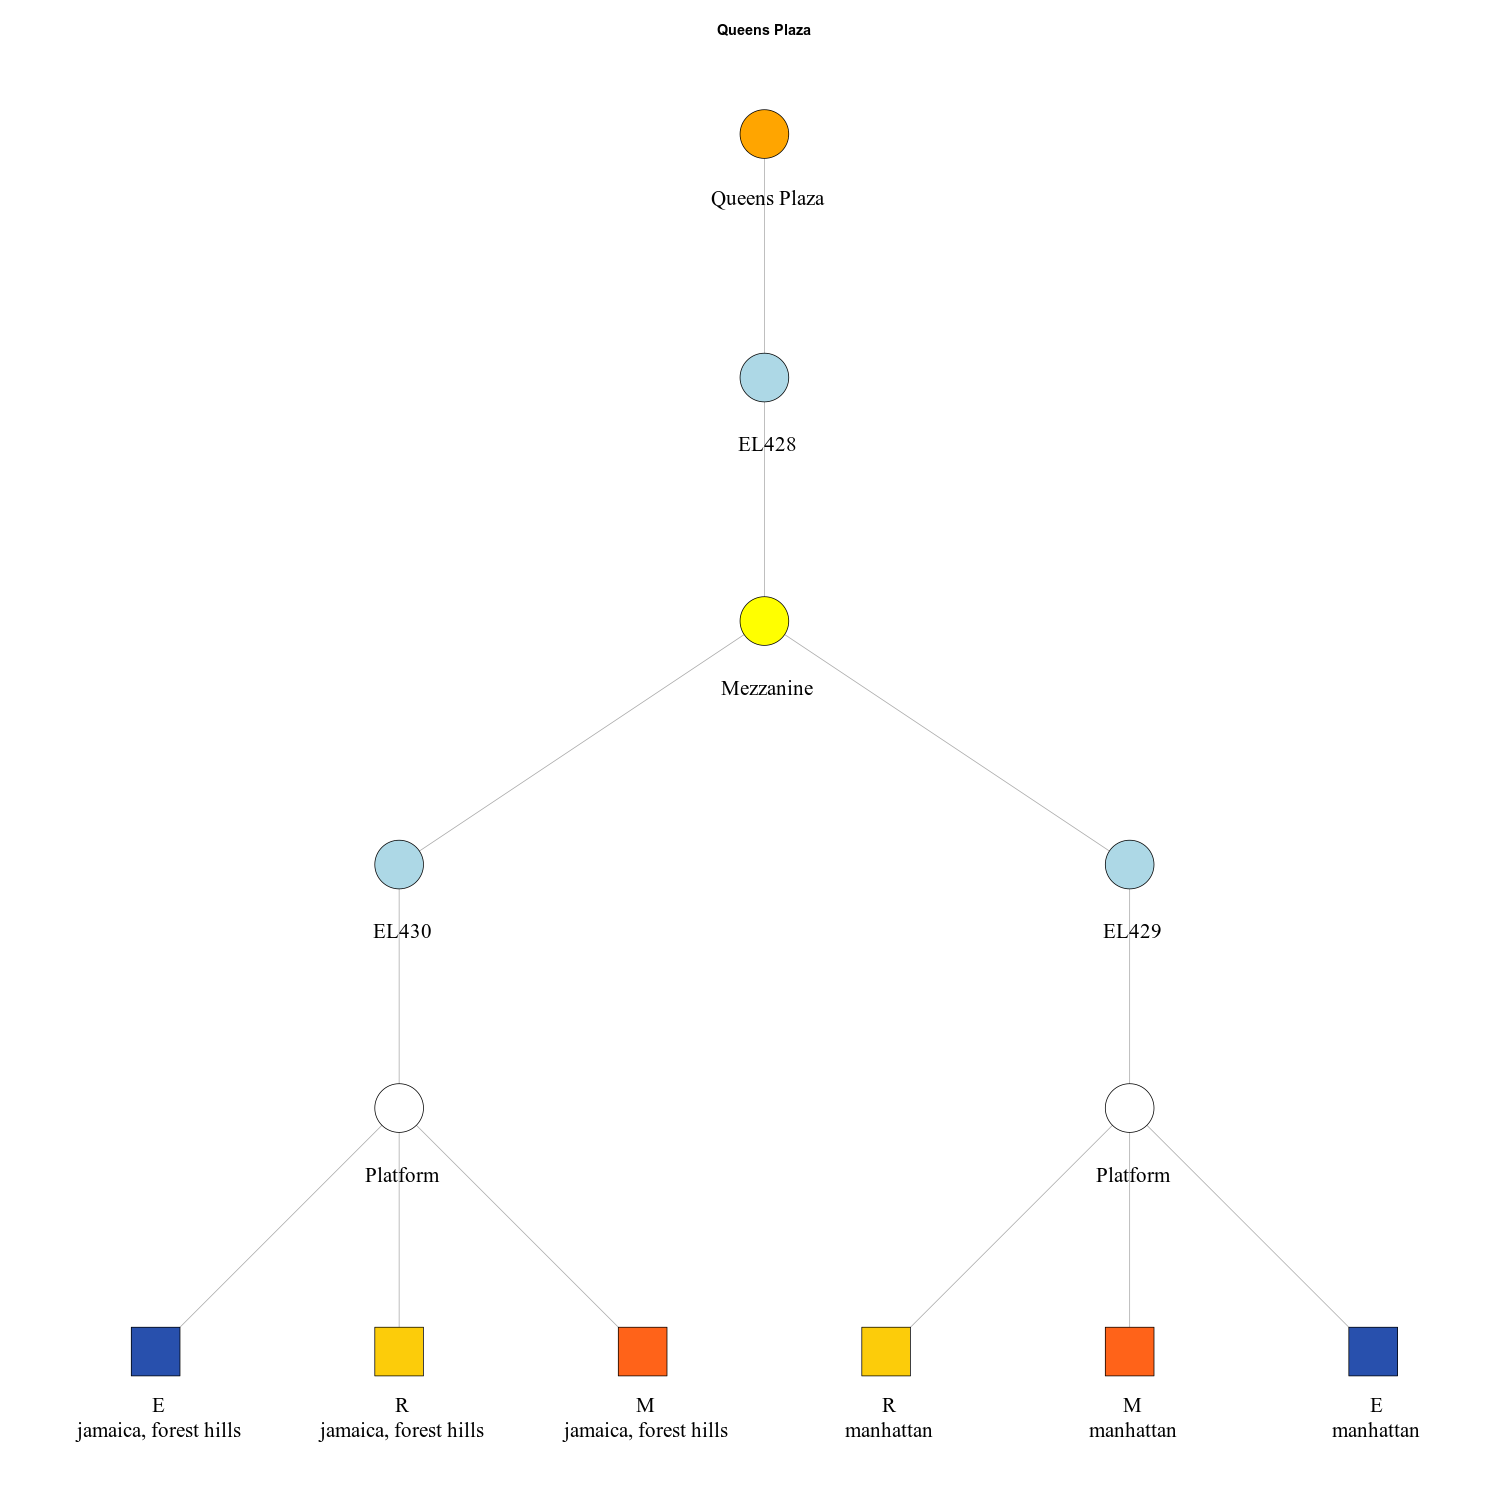 Queens Plaza
Queens Plaza
EL428
Mezzanine
EL430
EL429
Platform
Platform
E
jamaica, forest hills
R
jamaica, forest hills
M
jamaica, forest hills
R
manhattan
M
manhattan
E
manhattan